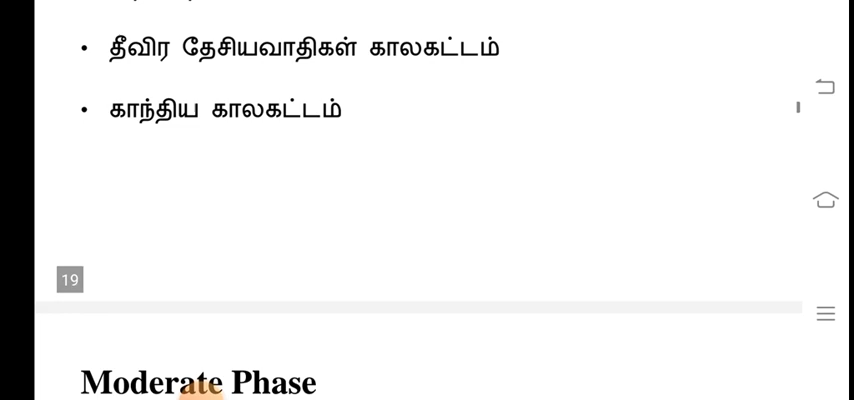 • தீவிர தேசியவாதிகள் காலகட்டம்
• காந்திய காலகட்டம்
19
Moderate Phase